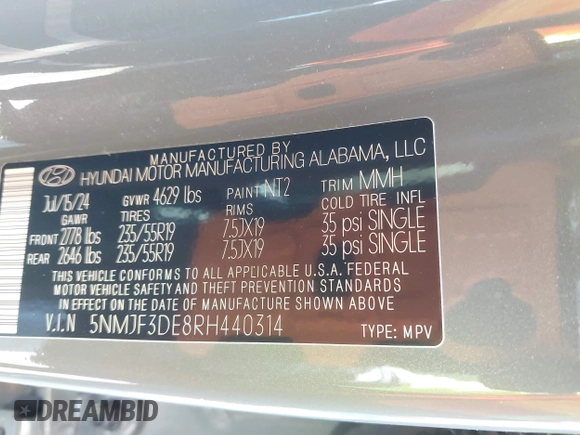 MANUFACTURED BY
HYUNDAI MOTOR MANUFACTURING ALABAMA, LLC
Jul/15/24 GVWR 4629 lbs PAINT NT2 TRIM MMH
GAWR TIRES RIMS COLD TIRE INFL
FRONT 2778 lbs 235/55R19 7.5JX19 35 psi SINGLE
REAR 2646 lbs 235/55R19 7.5JX19 35 psi SINGLE
THIS VEHICLE CONFORMS TO ALL APPLICABLE U.S.A. FEDERAL
MOTOR VEHICLE SAFETY AND THEFT PREVENTION STANDARDS
IN EFFECT ON THE DATE OF MANUFACTURE SHOWN ABOVE.
V.I.N 5NMJF3DE8RH440314 TYPE: MPV
DREAMBID